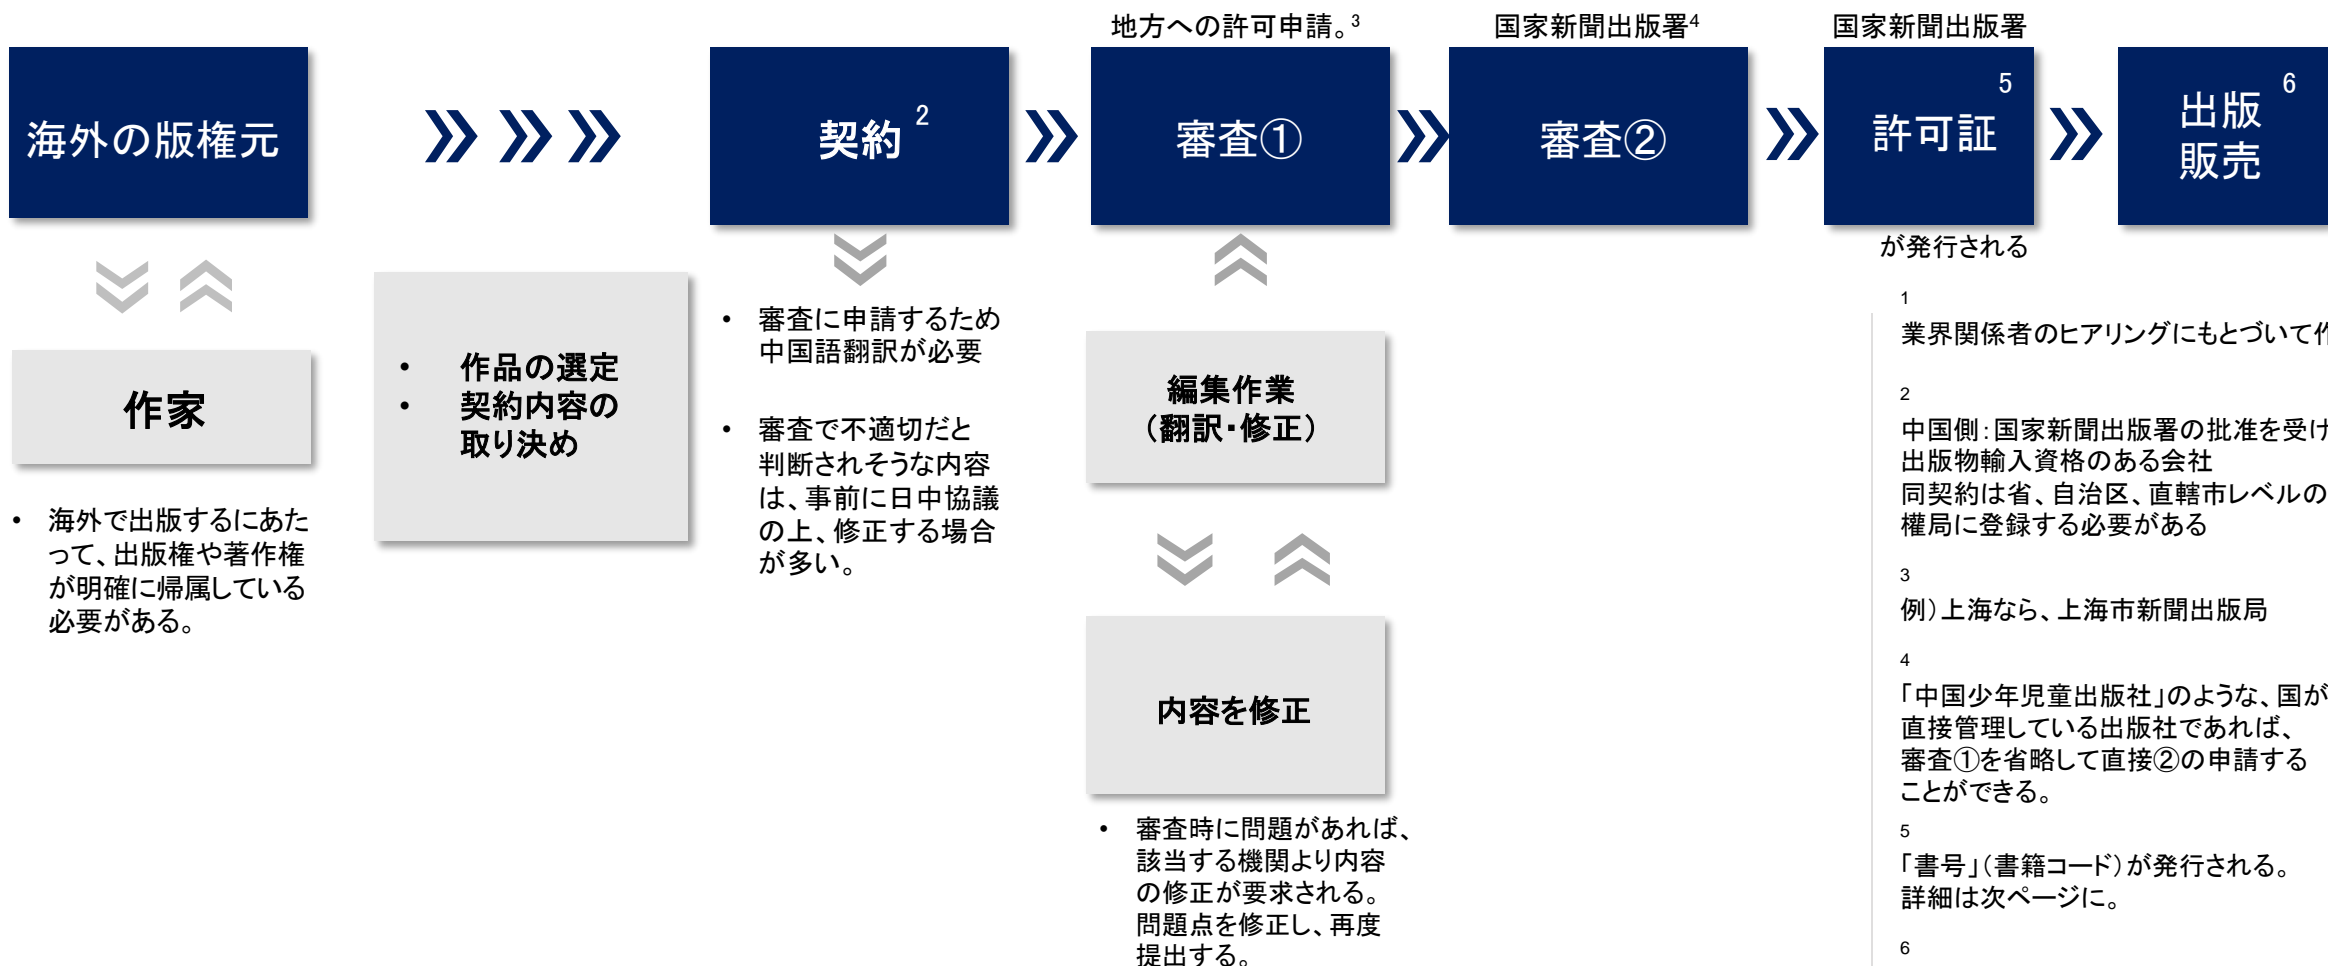 地方への許可申請。3
国家新聞出版署4
国家新聞出版署
海外の版権元
契約 2
審査①
審査②
許可証 5
出版 6
販売
が発行される
作家
• 海外で出版するにあた
って、出版権や著作権
が明確に帰属している
必要がある。
• 作品の選定
• 契約内容の
取り決め
• 審査に申請するため
中国語翻訳が必要
• 審査で不適切だと
判断されそうな内容
は、事前に日中協議
の上、修正する場合
が多い。
編集作業
（翻訳・修正）
内容を修正
• 審査時に問題があれば、
該当する機関より内容
の修正が要求される。
問題点を修正し、再度
提出する。
1
業界関係者のヒアリングにもとづいて作
2
中国側：国家新聞出版署の批准を受け
出版物輸入資格のある会社
同契約は省、自治区、直轄市レベルの
權局に登録する必要がある
3
例）上海なら、上海市新聞出版局
4
「中国少年児童出版社」のような、国が
直接管理している出版社であれば、
審査①を省略して直接②の申請する
ことができる。
5
「書号」（書籍コード）が発行される。
詳細は次ページに。
6